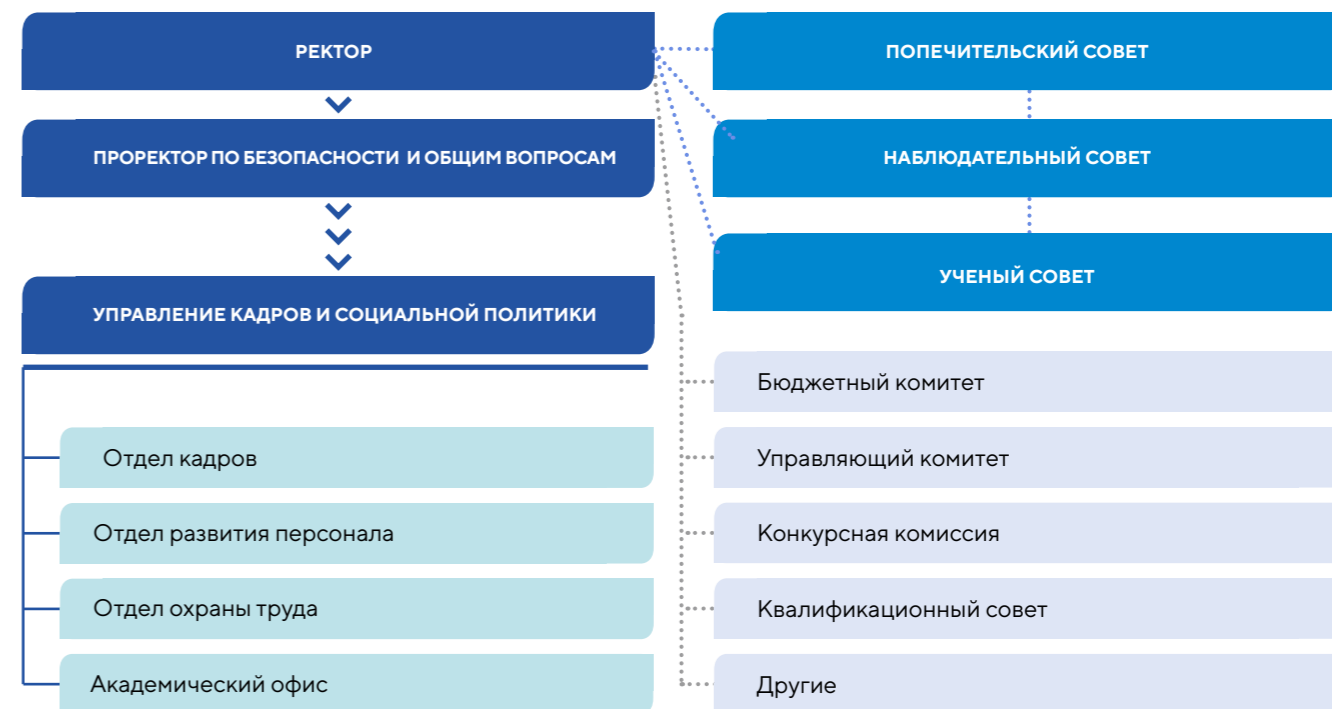 РЕКТОР
ПРОРЕКТОР ПО БЕЗОПАСНОСТИ И ОБЩИМ ВОПРОСАМ
УПРАВЛЕНИЕ КАДРОВ И СОЦИАЛЬНОЙ ПОЛИТИКИ
Отдел кадров
Отдел развития персонала
Отдел охраны труда
Академический офис
ПОПЕЧИТЕЛЬСКИЙ СОВЕТ
НАБЛЮДАТЕЛЬНЫЙ СОВЕТ
УЧЕНЫЙ СОВЕТ
Бюджетный комитет
Управляющий комитет
Конкурсная комиссия
Квалификационный совет
Другие